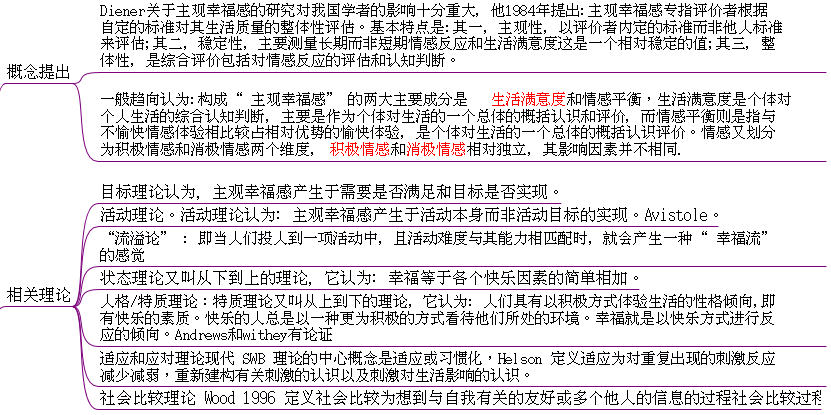 Diener关于主观幸福感的研究对我国学者的影响十分重大, 他1984年提出:主观幸福感专指评价者根据
自定的标准对其生活质量的整体性评估。基本特点是:其一, 主观性, 以评价者内定的标准而非他人标准
来评估;其二, 稳定性, 主要测量长期而非短期情感反应和生活满意度这是一个相对稳定的值;其三, 整
体性, 是综合评价包括对情感反应的评估和认知判断。
概念提出
一般趋向认为:构成 “ 主观幸福感” 的两大主要成分是 生活满意度和情感平衡，生活满意度是个体对
个人生活的综合认知判断, 主要是作为个体对生活的一个总体的概括认识和评价, 而情感平衡则是指与
不愉快情感体验相比较占相对优势的愉快体验, 是个体对生活的一个总体的概括认识评价。情感又划分
为积极情感和消极情感两个维度, 积极情感和消极情感相对独立, 其影响因素并不相同.
目标理论认为, 主观幸福感产生于需要是否满足和目标是否实现。
活动理论。活动理论认为: 主观幸福感产生于活动本身而非活动目标的实现。Avistole。
“流溢论” : 即当人们投人到一项活动中, 且活动难度与其能力相匹配时, 就会产生一种 “ 幸福流”
的感觉
状态理论又叫从下到上的理论, 它认为: 幸福等于各个快乐因素的简单相加。
相关理论
人格/特质理论：特质理论又叫从上到下的理论, 它认为: 人们具有以积极方式体验生活的性格倾向,即
有快乐的素质。快乐的人总是以一种更为积极的方式看待他们所处的环境。幸福就是以快乐方式进行反
应的倾向。Andrews和withey有论证
适应和应对理论现代 SWB 理论的中心概念是适应或习惯化，Helson 定义适应为对重复出现的刺激反应
减少减弱，重新建构有关刺激的认识以及刺激对生活影响的认识。
社会比较理论 Wood 1996 定义社会比较为想到与自我有关的友好或多个他人的信息的过程社会比较过程